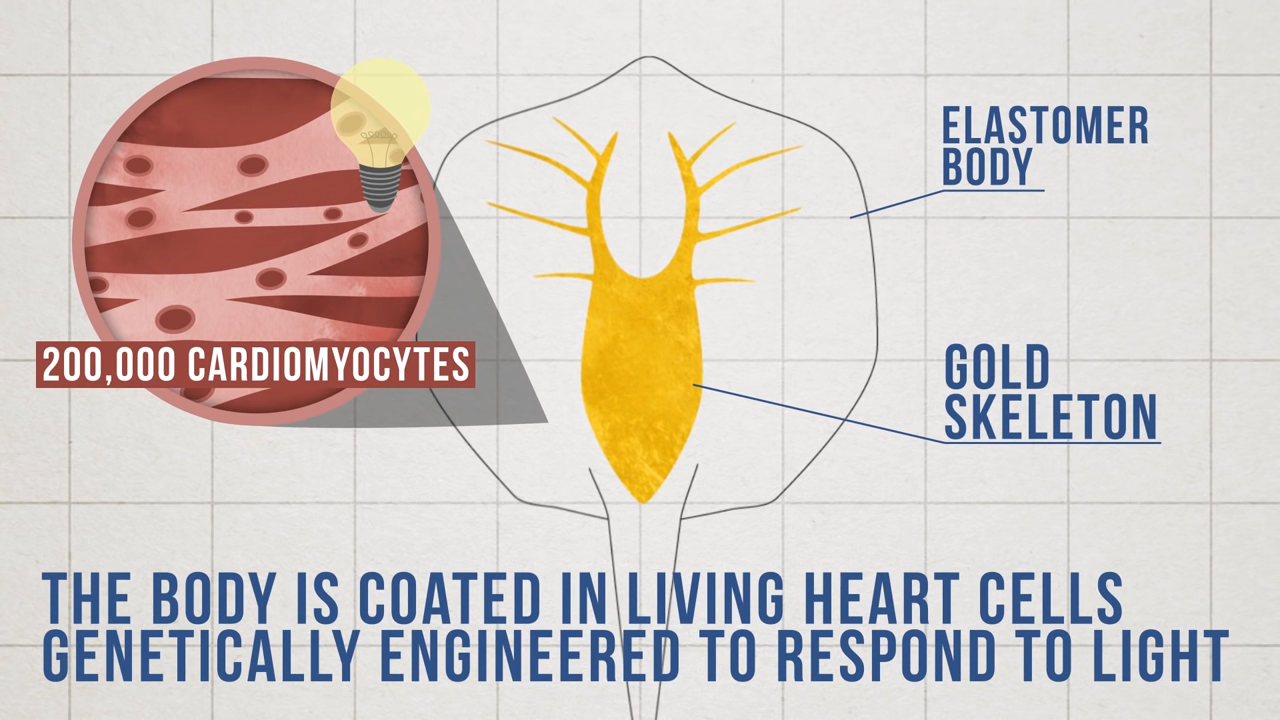 ELASTOMER
BODY
200,000 CARDIOMYOCYTES
GOLD
SKELETON
THE BODY IS COATED IN LIVING HEART CELLS
GENETICALLY ENGINEERED TO RESPOND TO LIGHT